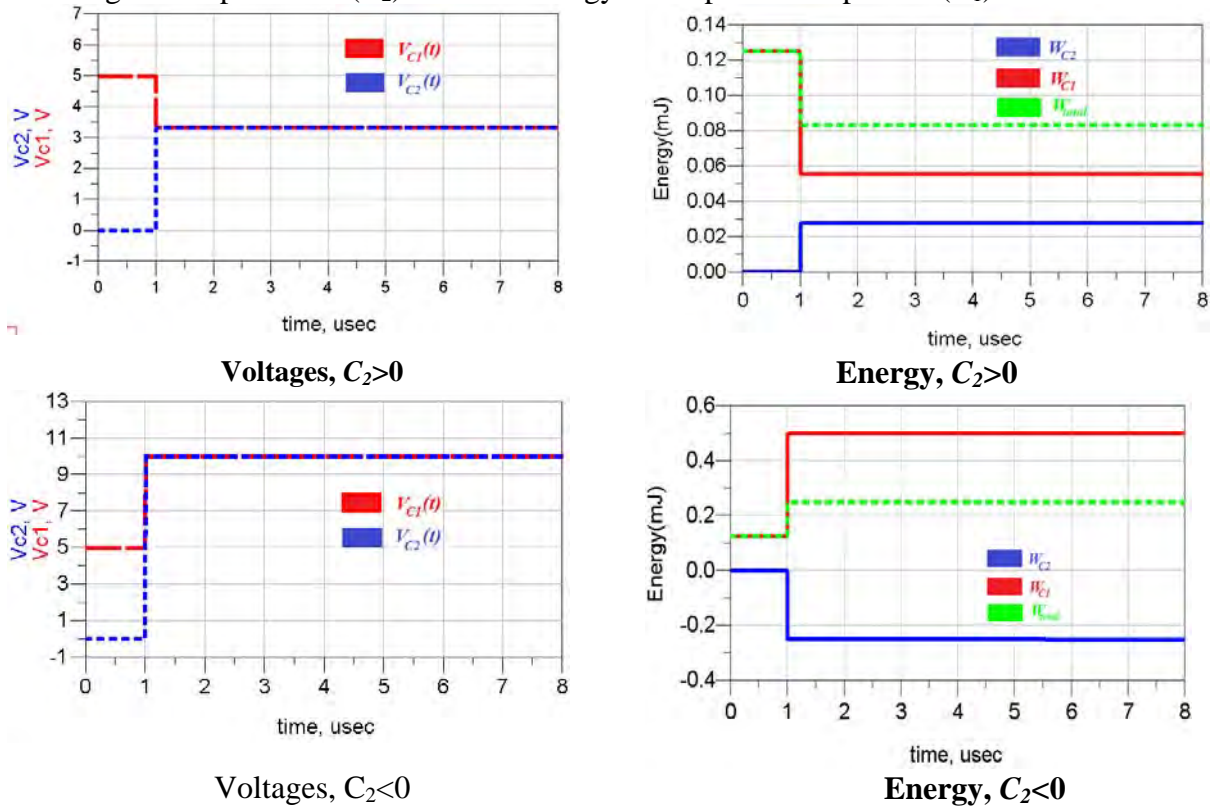 7
6
5
4
3
2
1
0
-1
Vc2, V
Vc1, V
V_C1(t)
V_C2(t)
0 1 2 3 4 5 6 7 8
time, usec
Voltages, C₂>0
0.14
0.12
0.10
0.08
0.06
0.04
0.02
0.00
Energy(mJ)
W_C2
W_C1
W_total
0 1 2 3 4 5 6 7 8
time, usec
Energy, C₂>0
13
11
9
7
5
3
1
-1
Vc2, V
Vc1, V
V_C1(t)
V_C2(t)
0 1 2 3 4 5 6 7 8
time, usec
Voltages, C₂<0
0.6
0.4
0.2
0.0
-0.2
-0.4
Energy(mJ)
W_C2
W_C1
W_total
0 1 2 3 4 5 6 7 8
time, usec
Energy, C₂<0